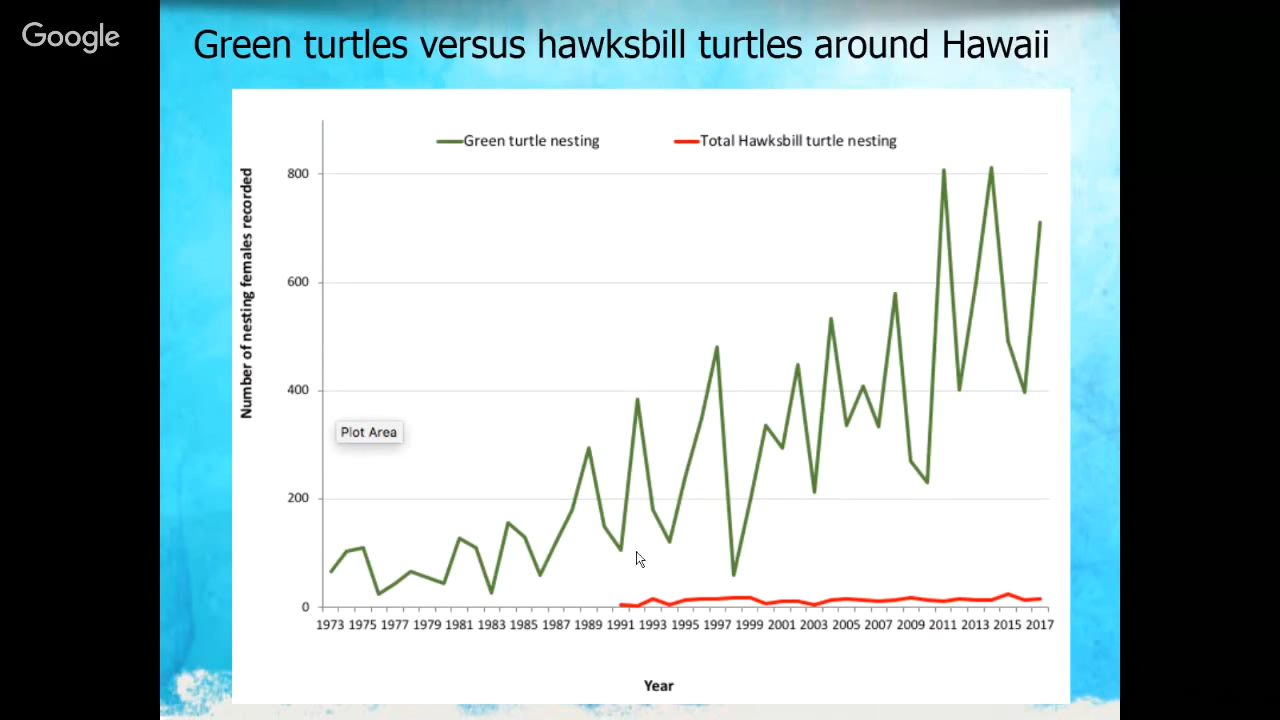 Google
Green turtles versus hawksbill turtles around Hawaii
Green turtle nesting
Total Hawksbill turtle nesting
Number of nesting females recorded
800
600
400
200
0
Plot Area
1973 1975 1977 1979 1981 1983 1985 1987 1989 1991 1993 1995 1997 1999 2001 2003 2005 2007 2009 2011 2013 2015 2017
Year